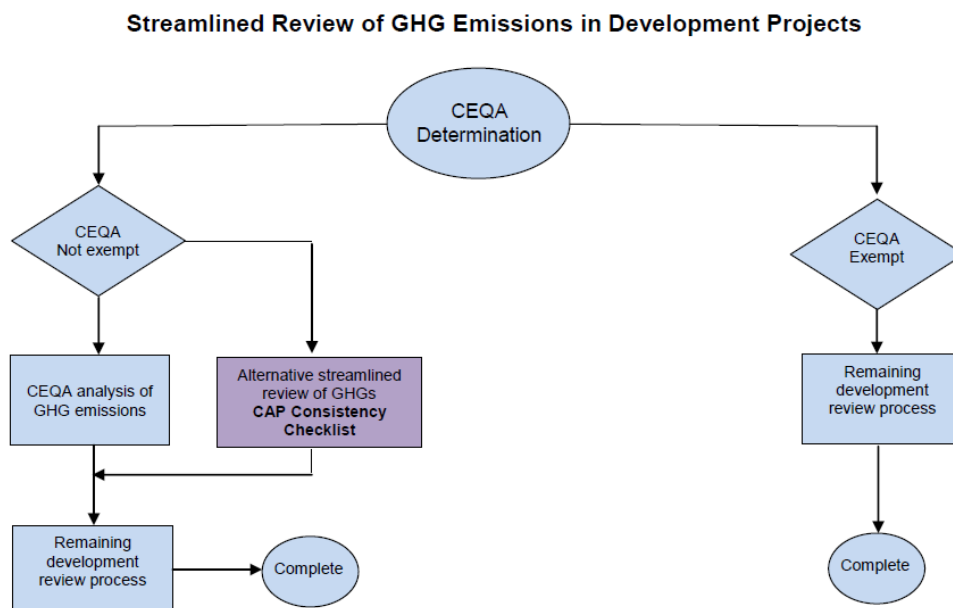 Streamlined Review of GHG Emissions in Development Projects
CEQA
Determination
CEQA
Not exempt
CEQA
Exempt
CEQA analysis of
GHG emissions
Alternative streamlined
review of GHGs
CAP Consistency
Checklist
Remaining
development
review process
Remaining
development
review process
Complete
Complete